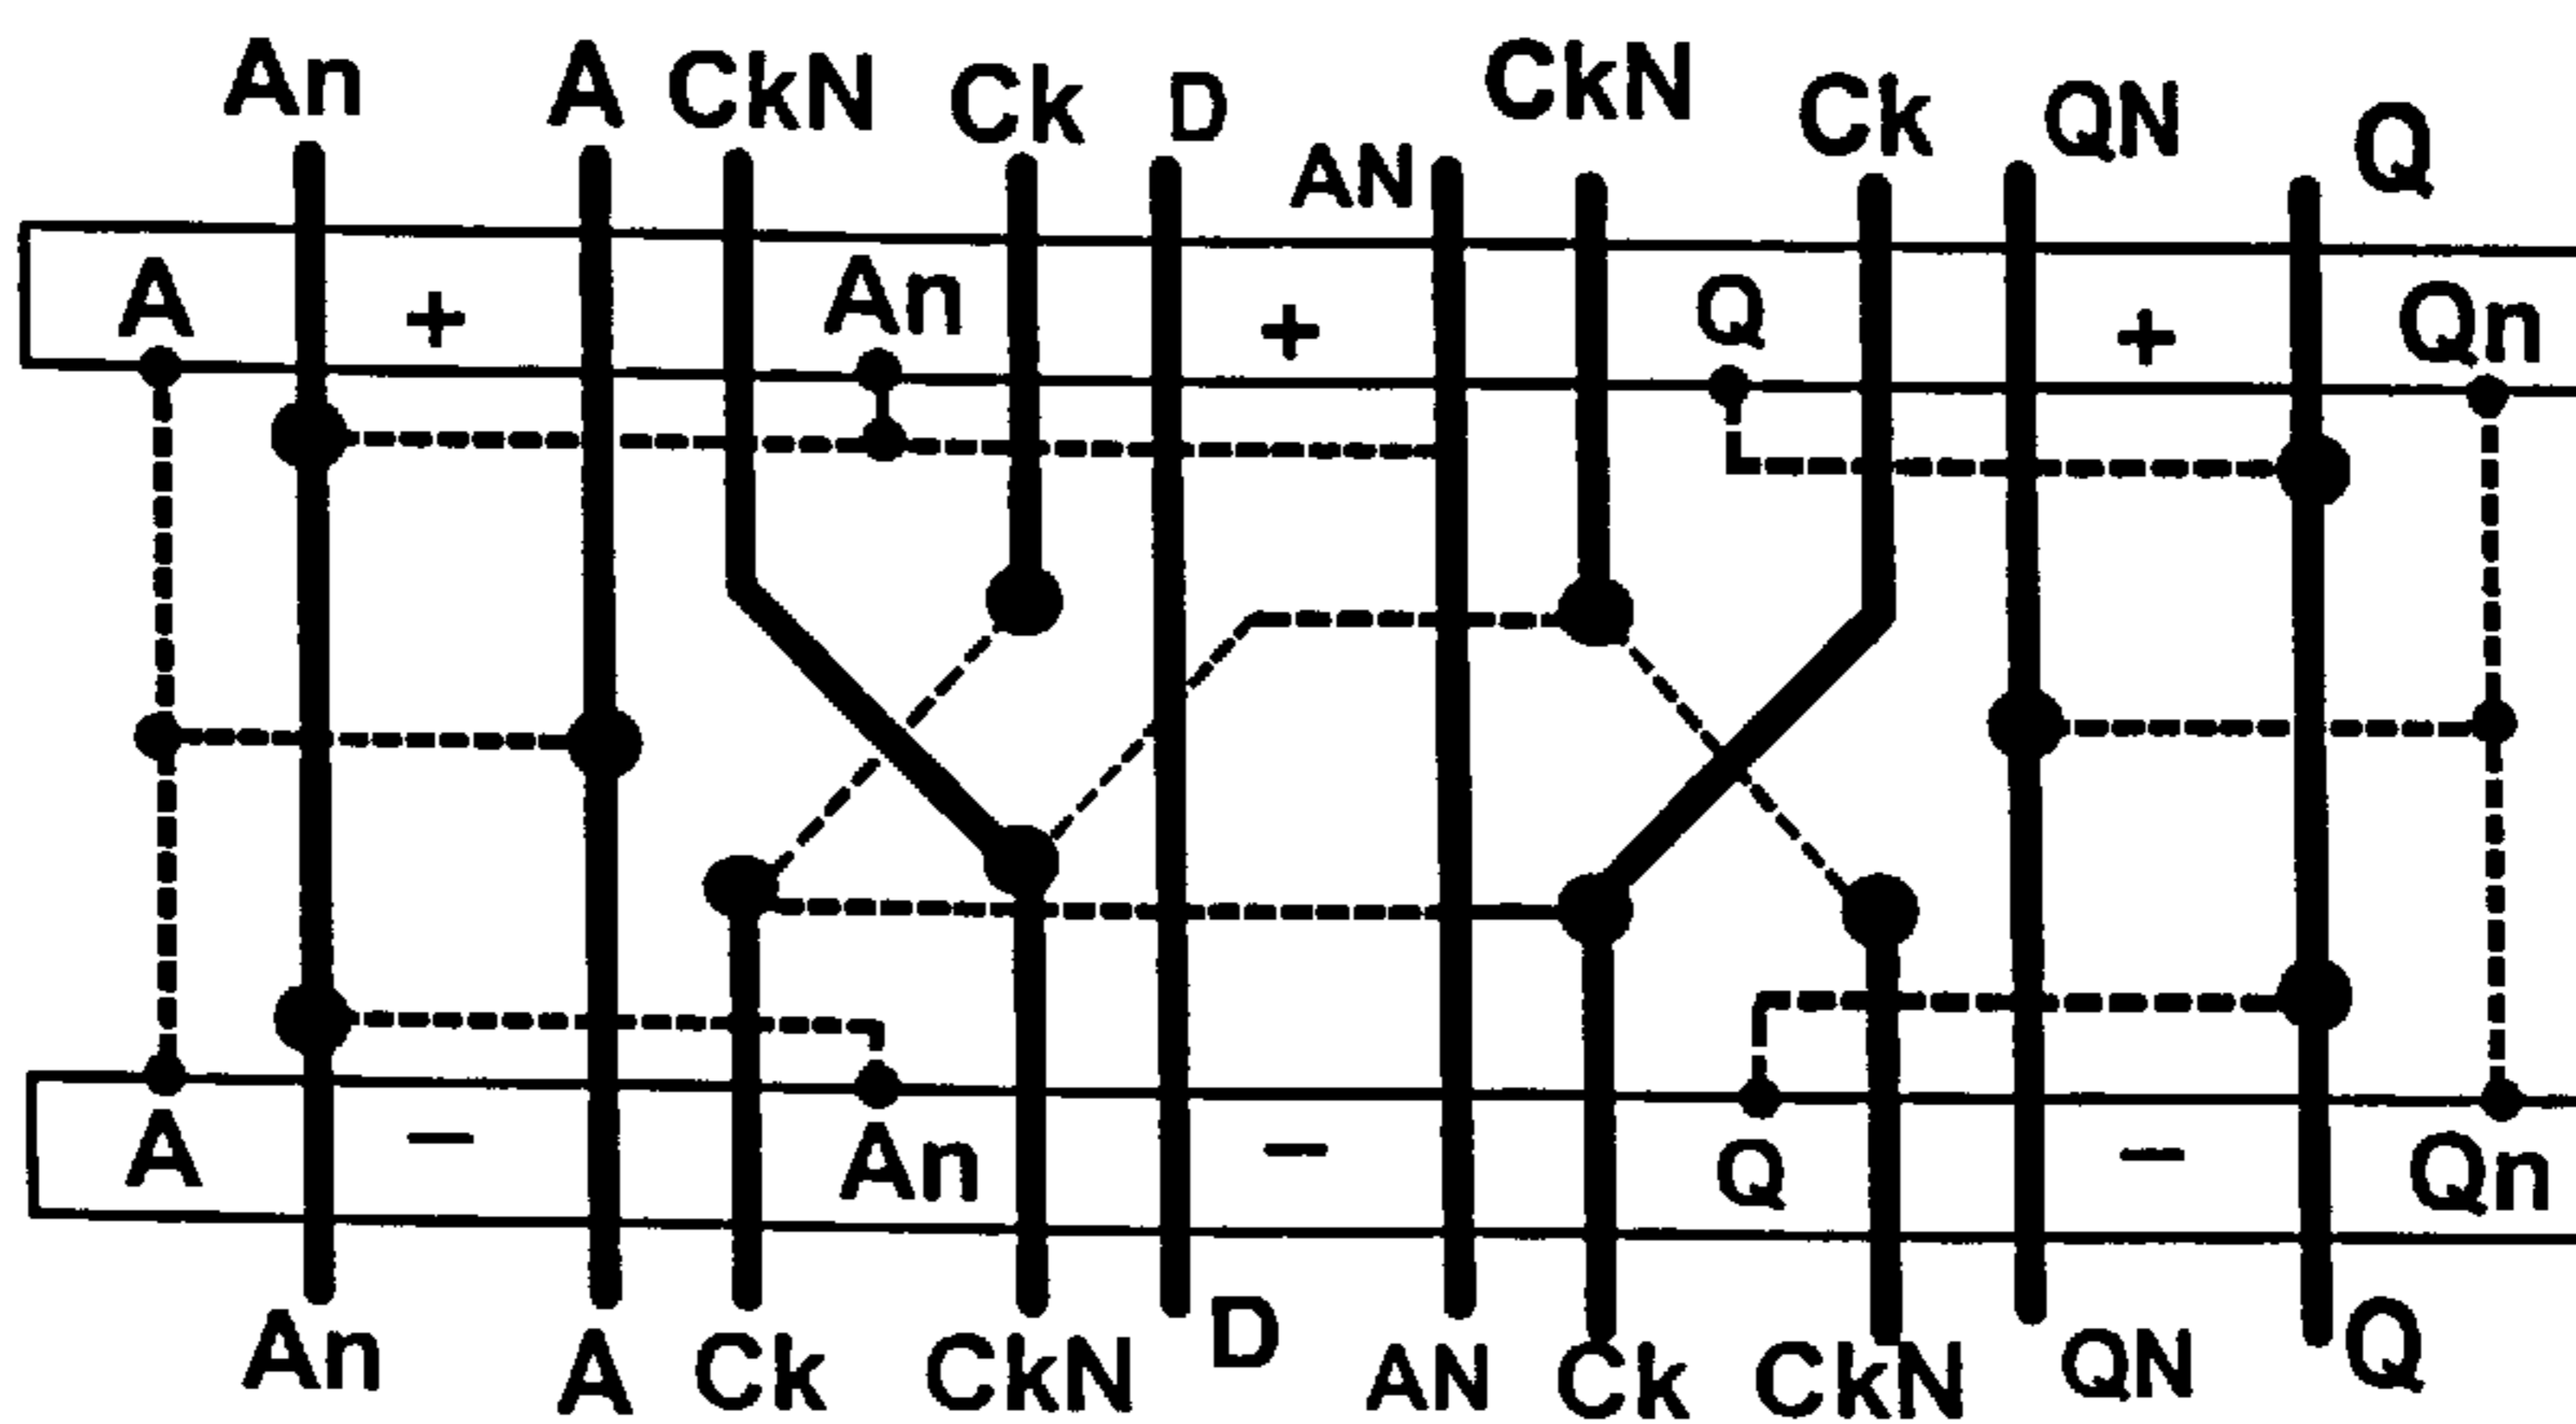 An A CkN Ck D AN CkN Ck QN Q
A + An + Q + Qn
A − An − Q − Qn
An A Ck CkN D AN Ck CkN QN Q